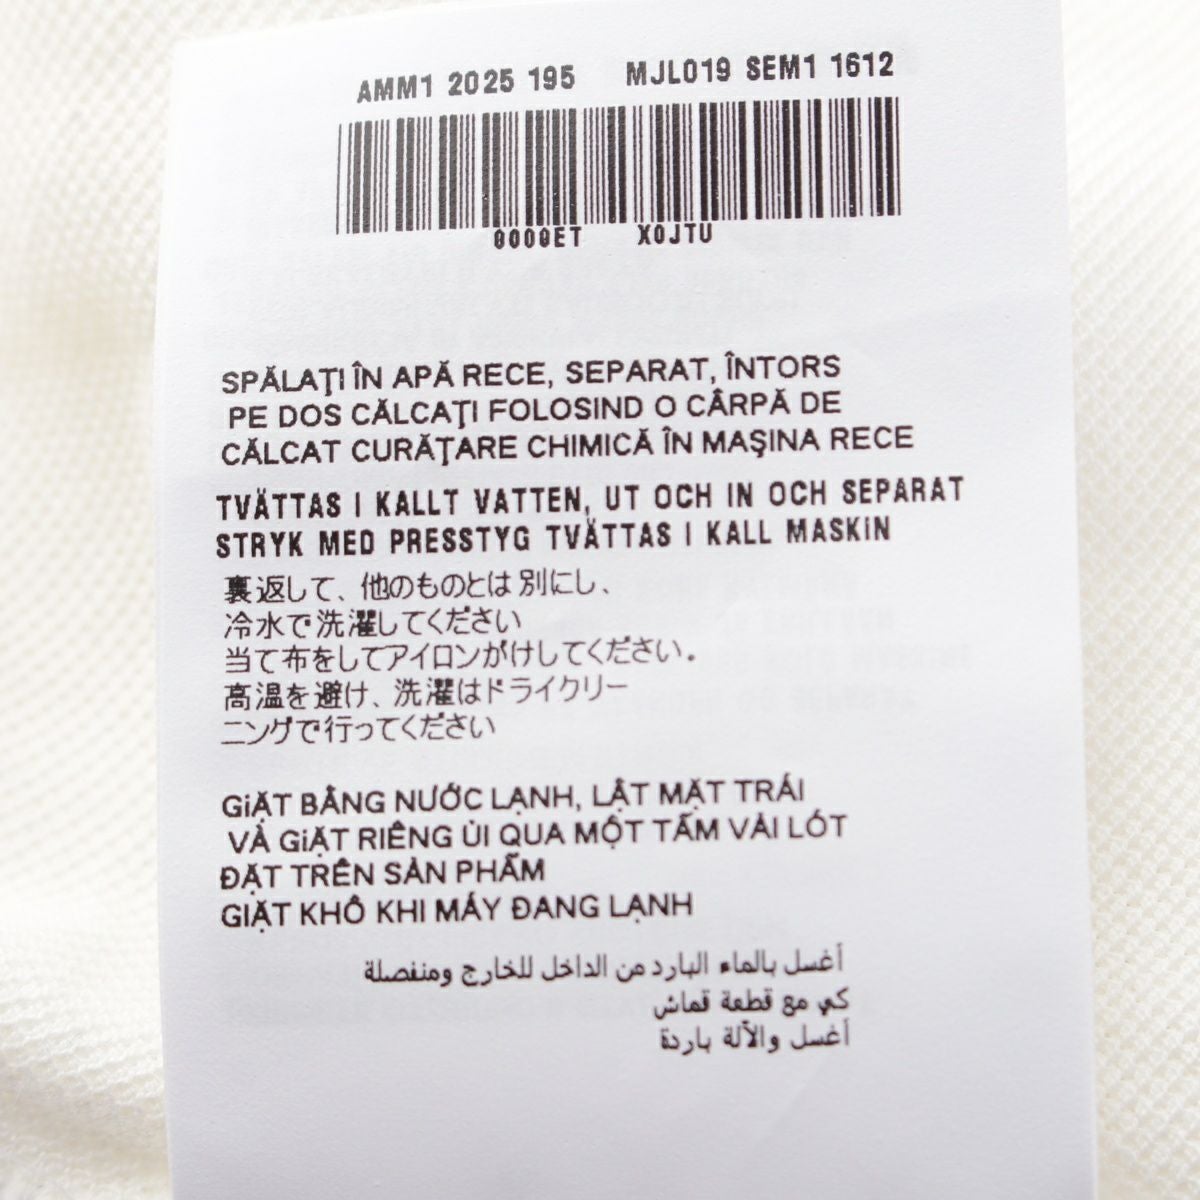 AMM1 2025 195 MJL019 SEM1 1612
0000ET X0JTU
SPĂLAŢI ÎN APĂ RECE, SEPARAT, ÎNTORS
PE DOS CĂLCAŢI FOLOSIND O CÂRPĂ DE
CĂLCAT CURĂŢARE CHIMICĂ ÎN MAŞINA RECE
TVÄTTAS I KALLT VATTEN, UT OCH IN OCH SEPARAT
STRYK MED PRESSTYG TVÄTTAS I KALL MASKiN
裏返して、他のものとは別にし、
冷水で洗濯してください
当て布をしてアイロンがけしてください。
高温を避け、洗濯はドライクリー
ニングで行ってください
GiẶT BẰNG NƯỚC LẠNH, LẬT MẶT TRÁI
VÀ GiẶT RIÊNG ỦI QUA MỘT TẤM VẢI LÓT
ĐẶT TRÊN SẢN PHẨM
GIẶT KHÔ KHI MÁY ĐANG LẠNH
أغسل بالماء البارد من الداخل للخارج ومنفصلة
كي مع قطعة قماش
أغسل والآلة باردة